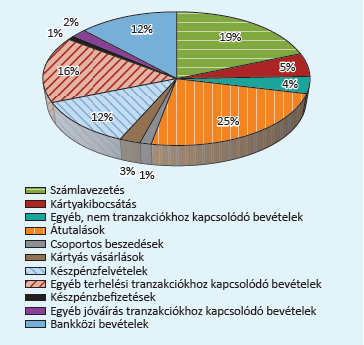 2%
12%
19%
1%
5%
16%
4%
12%
25%
3%
1%
Számlavezetés
Kártyakibocsátás
Egyéb, nem tranzakciókhoz kapcsolódó bevételek
Átutalások
Csoportos beszedések
Kártyás vásárlások
Készpénzfelvételek
Egyéb terhelési tranzakciókhoz kapcsolódó bevételek
Készpénzbefizetések
Egyéb jóváírás tranzakciókhoz kapcsolódó bevételek
Bankközi bevételek